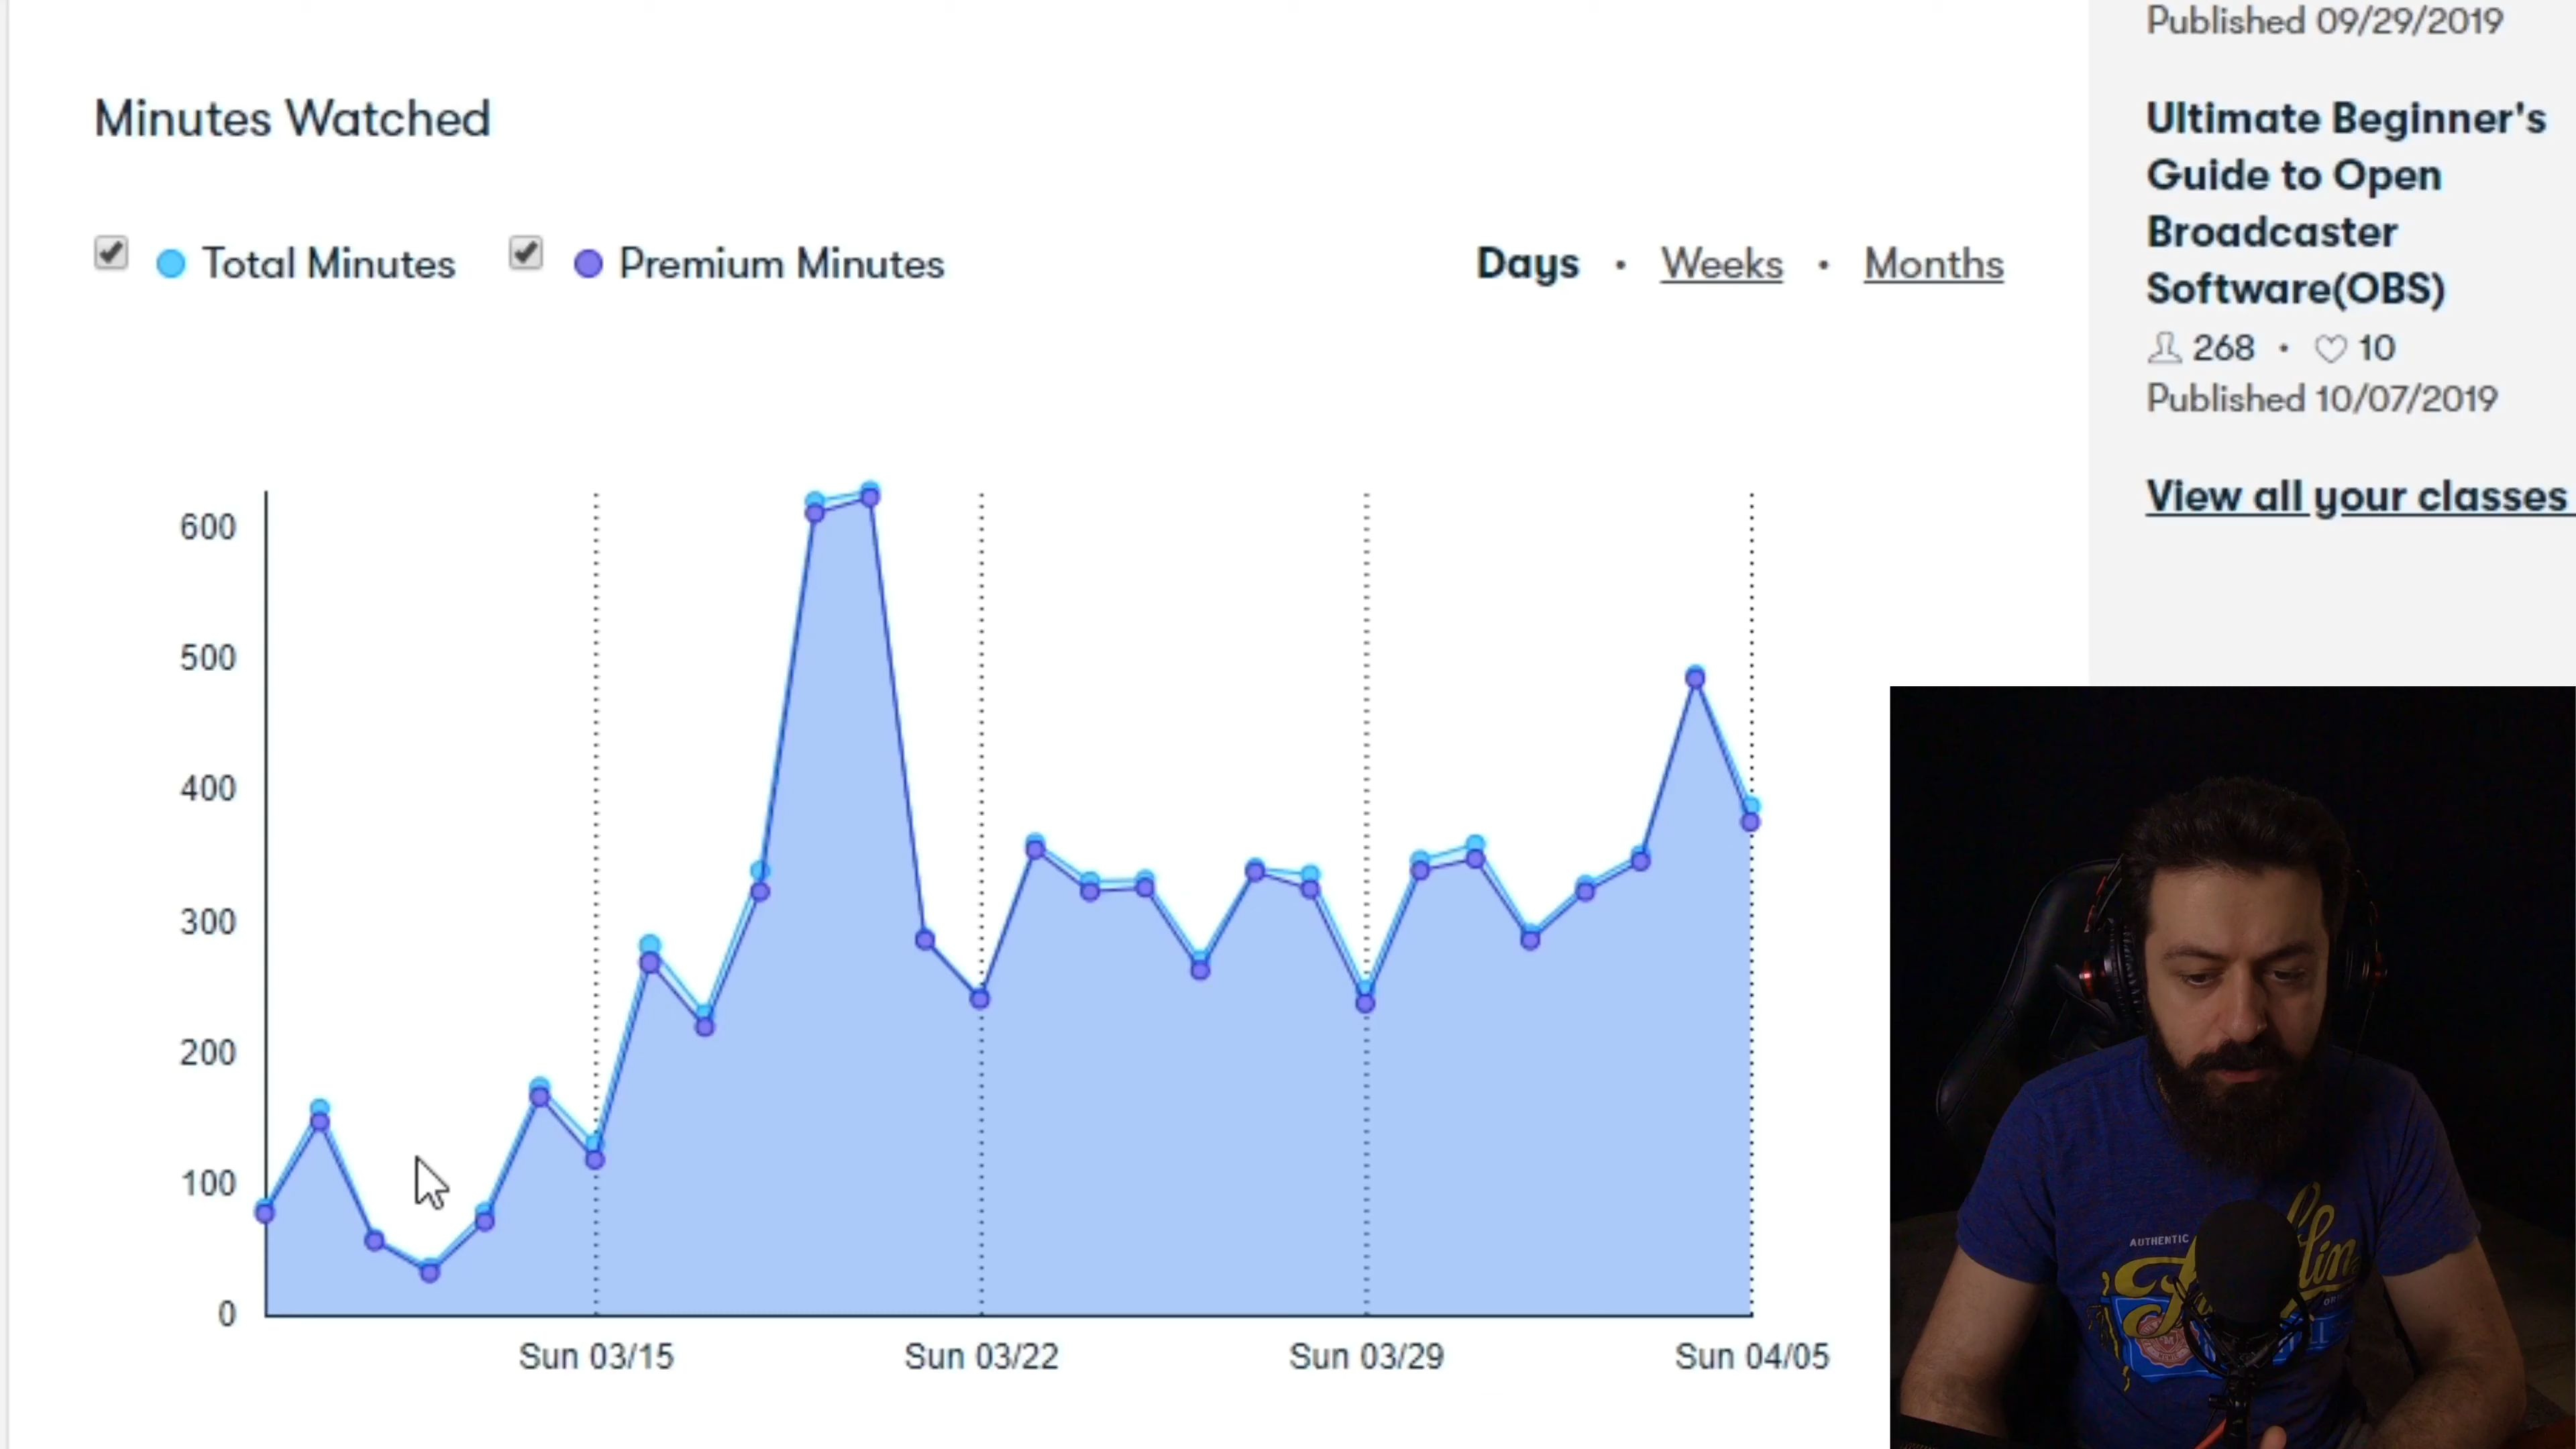 Published 09/29/2019
Minutes Watched
Ultimate Beginner's
Guide to Open
Broadcaster
Software(OBS)
268 · 10
Published 10/07/2019
View all your classes
Total Minutes
Premium Minutes
Days · Weeks · Months
600
500
400
300
200
100
0
Sun 03/15
Sun 03/22
Sun 03/29
Sun 04/05
AUTHENTIC